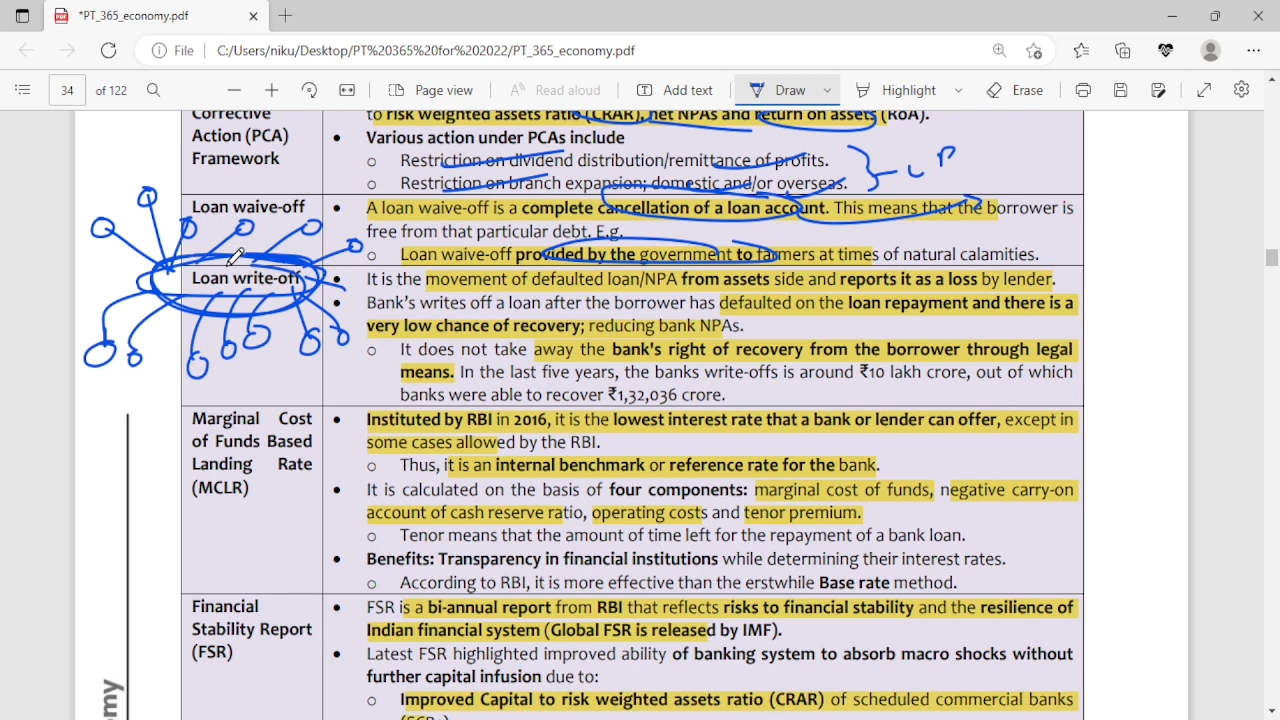 *PT_365_economy.pdf
File
C:/Users/niku/Desktop/PT%20365%20for%202022/PT_365_economy.pdf
34
of 122
Page view
Read aloud
Add text
Draw
Highlight
Erase
Corrective
Action (PCA)
Framework
to risk weighted assets ratio (CRAR), net NPAs and return on assets (RoA).
• Various action under PCAs include
o Restriction on dividend distribution/remittance of profits.
o Restriction on branch expansion; domestic and/or overseas.
Loan waive-off
• A loan waive-off is a complete cancellation of a loan account. This means that the borrower is
free from that particular debt. E.g.
o Loan waive-off provided by the government to farmers at times of natural calamities.
Loan write-off
• It is the movement of defaulted loan/NPA from assets side and reports it as a loss by lender.
• Bank's writes off a loan after the borrower has defaulted on the loan repayment and there is a
very low chance of recovery; reducing bank NPAs.
o It does not take away the bank's right of recovery from the borrower through legal
means. In the last five years, the banks write-offs is around ₹10 lakh crore, out of which
banks were able to recover ₹1,32,036 crore.
Marginal Cost
of Funds Based
Landing Rate
(MCLR)
• Instituted by RBI in 2016, it is the lowest interest rate that a bank or lender can offer, except in
some cases allowed by the RBI.
o Thus, it is an internal benchmark or reference rate for the bank.
• It is calculated on the basis of four components: marginal cost of funds, negative carry-on
account of cash reserve ratio, operating costs and tenor premium.
o Tenor means that the amount of time left for the repayment of a bank loan.
• Benefits: Transparency in financial institutions while determining their interest rates.
o According to RBI, it is more effective than the erstwhile Base rate method.
Financial
Stability Report
(FSR)
• FSR is a bi-annual report from RBI that reflects risks to financial stability and the resilience of
Indian financial system (Global FSR is released by IMF).
• Latest FSR highlighted improved ability of banking system to absorb macro shocks without
further capital infusion due to:
o Improved Capital to risk weighted assets ratio (CRAR) of scheduled commercial banks